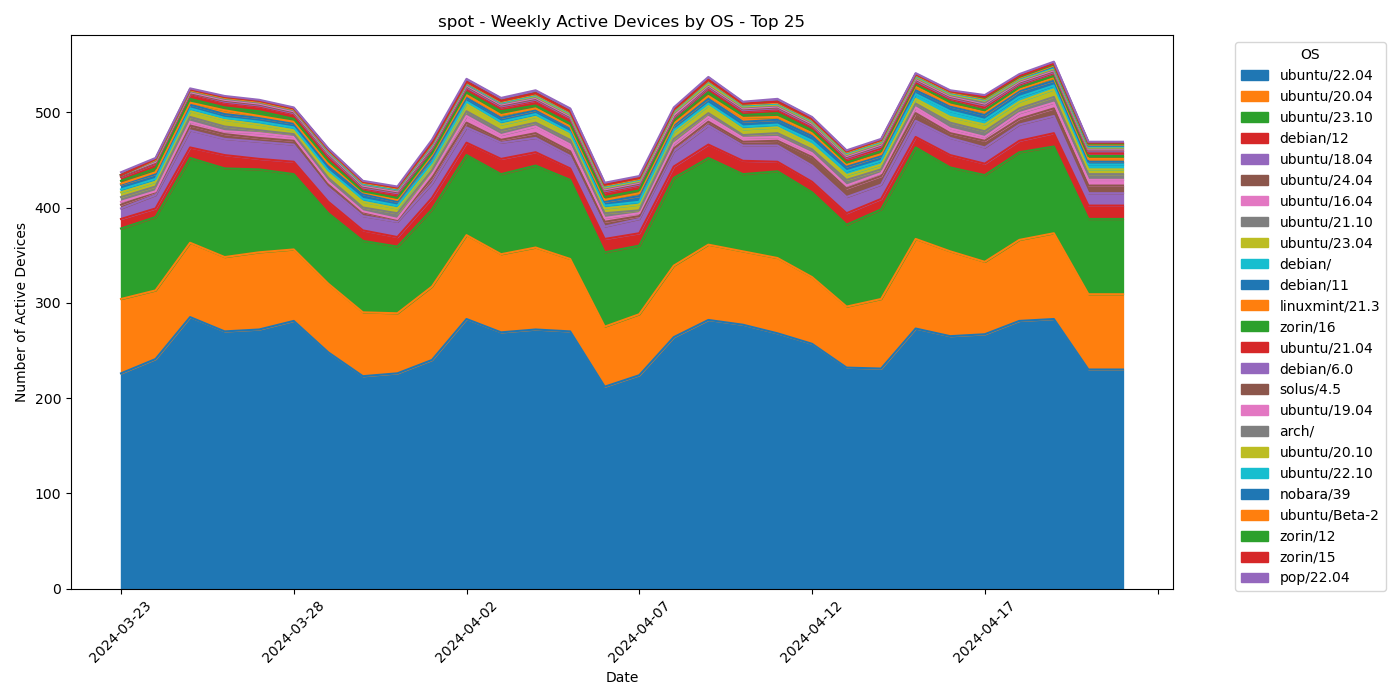 spot - Weekly Active Devices by OS - Top 25
Number of Active Devices
500
400
300
200
100
0
2024-03-23
2024-03-28
2024-04-02
2024-04-07
2024-04-12
2024-04-17
Date
OS
ubuntu/22.04
ubuntu/20.04
ubuntu/23.10
debian/12
ubuntu/18.04
ubuntu/24.04
ubuntu/16.04
ubuntu/21.10
ubuntu/23.04
debian/
debian/11
linuxmint/21.3
zorin/16
ubuntu/21.04
debian/6.0
solus/4.5
ubuntu/19.04
arch/
ubuntu/20.10
ubuntu/22.10
nobara/39
ubuntu/Beta-2
zorin/12
zorin/15
pop/22.04